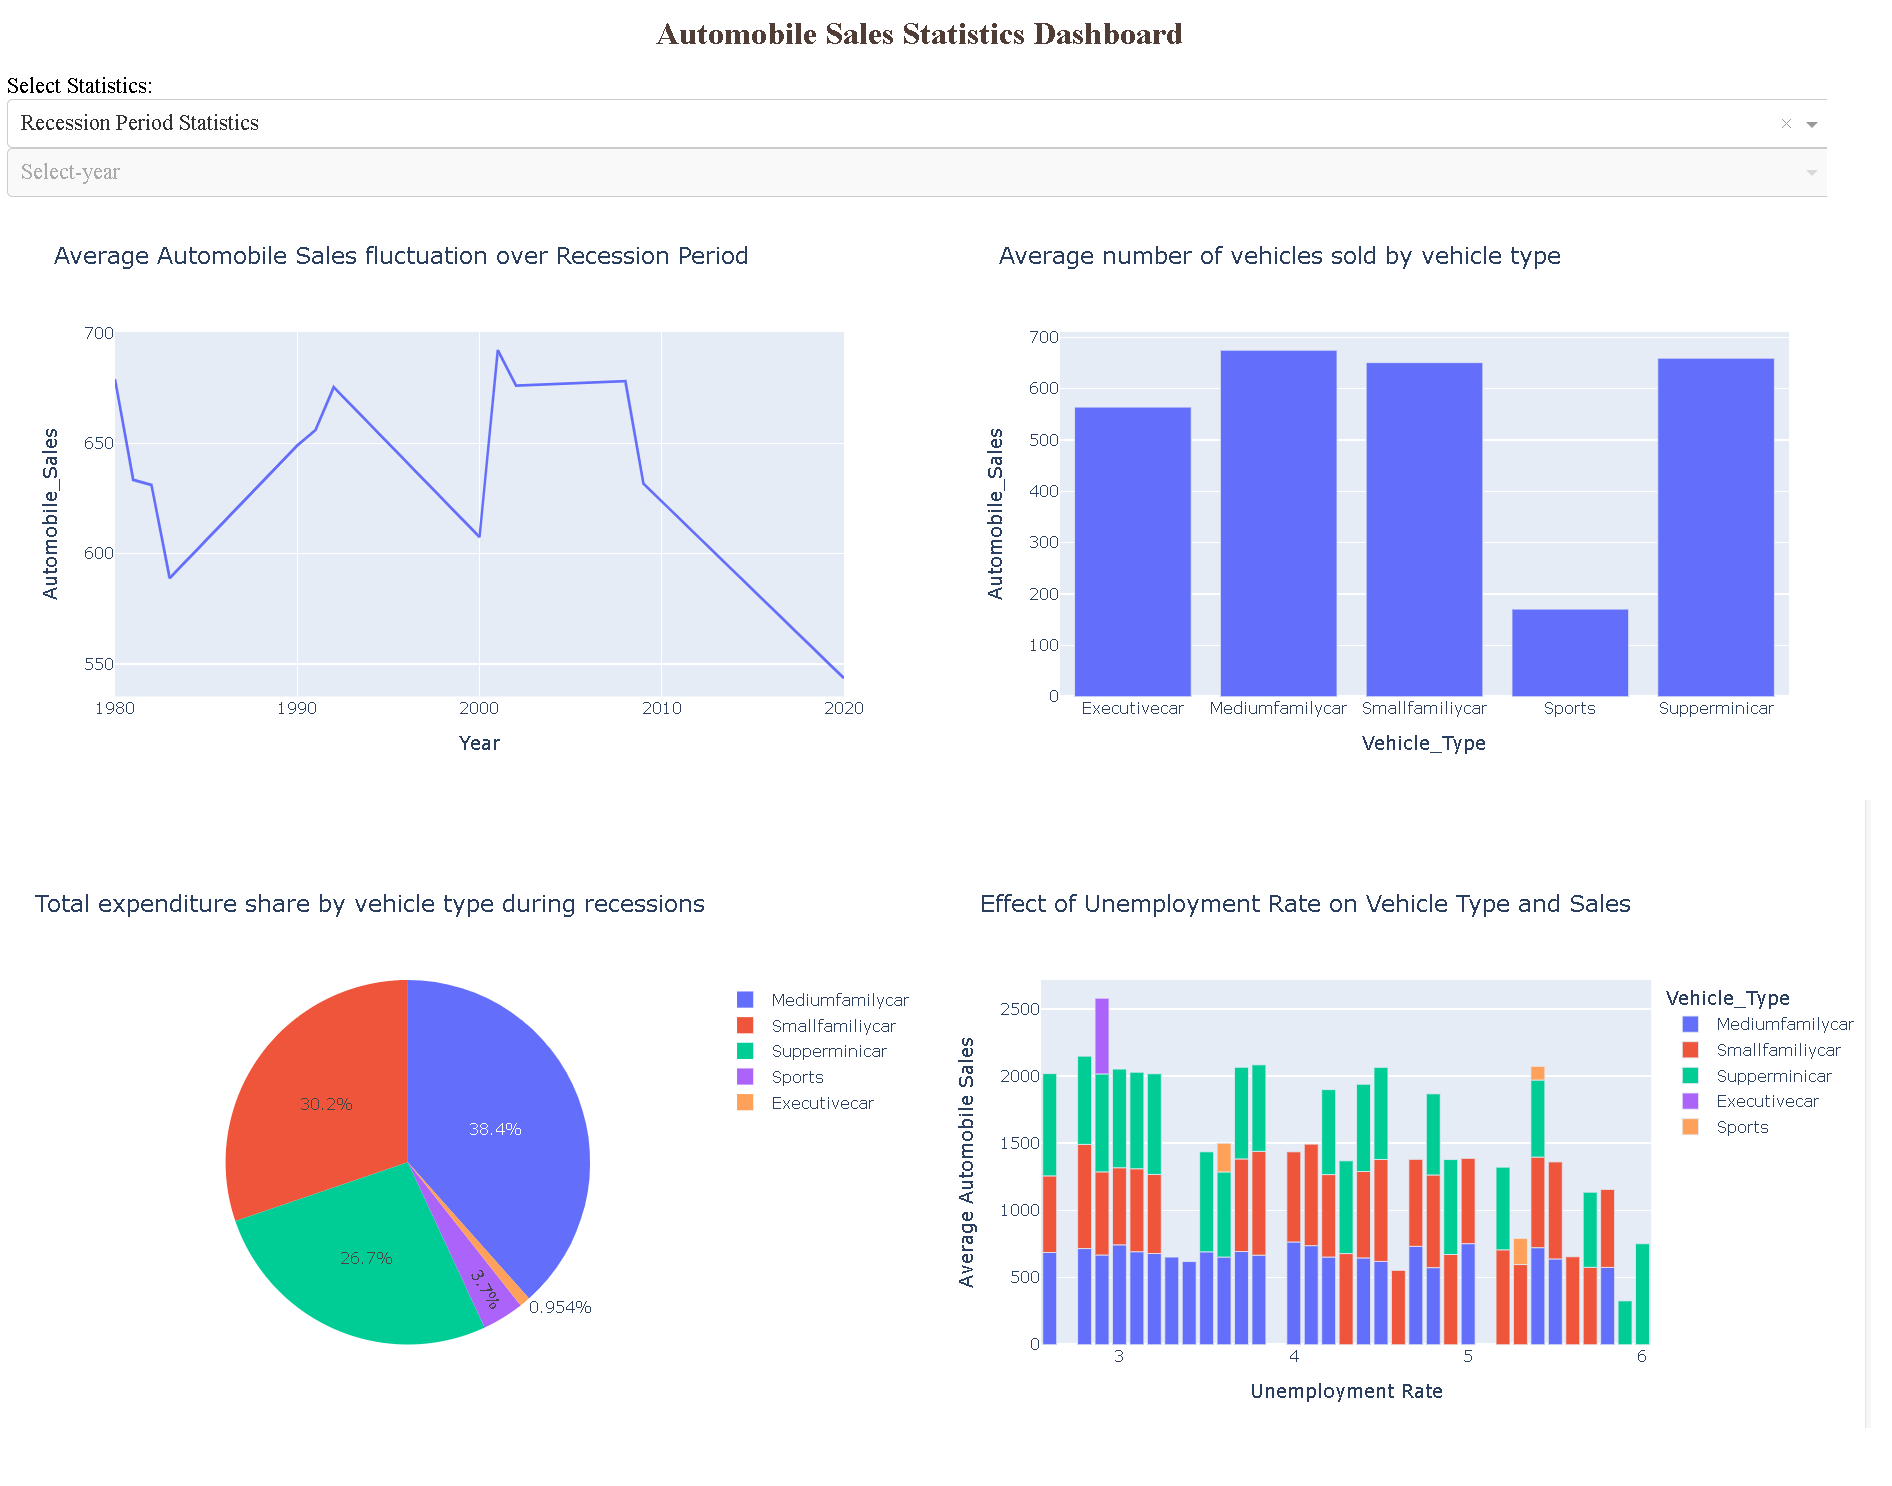 Automobile Sales Statistics Dashboard
Select Statistics:
Recession Period Statistics
×
Select-year
Average Automobile Sales fluctuation over Recession Period
700
650
600
550
Automobile_Sales
1980 1990 2000 2010 2020
Year
Average number of vehicles sold by vehicle type
700
600
500
400
300
200
100
0
Automobile_Sales
Executivecar Mediumfamilycar Smallfamiliycar Sports Supperminicar
Vehicle_Type
Total expenditure share by vehicle type during recessions
38.4%
30.2%
26.7%
3.7%
0.954%
Mediumfamilycar
Smallfamiliycar
Supperminicar
Sports
Executivecar
Effect of Unemployment Rate on Vehicle Type and Sales
2500
2000
1500
1000
500
0
Average Automobile Sales
3 4 5 6
Unemployment Rate
Vehicle_Type
Mediumfamilycar
Smallfamiliycar
Supperminicar
Executivecar
Sports